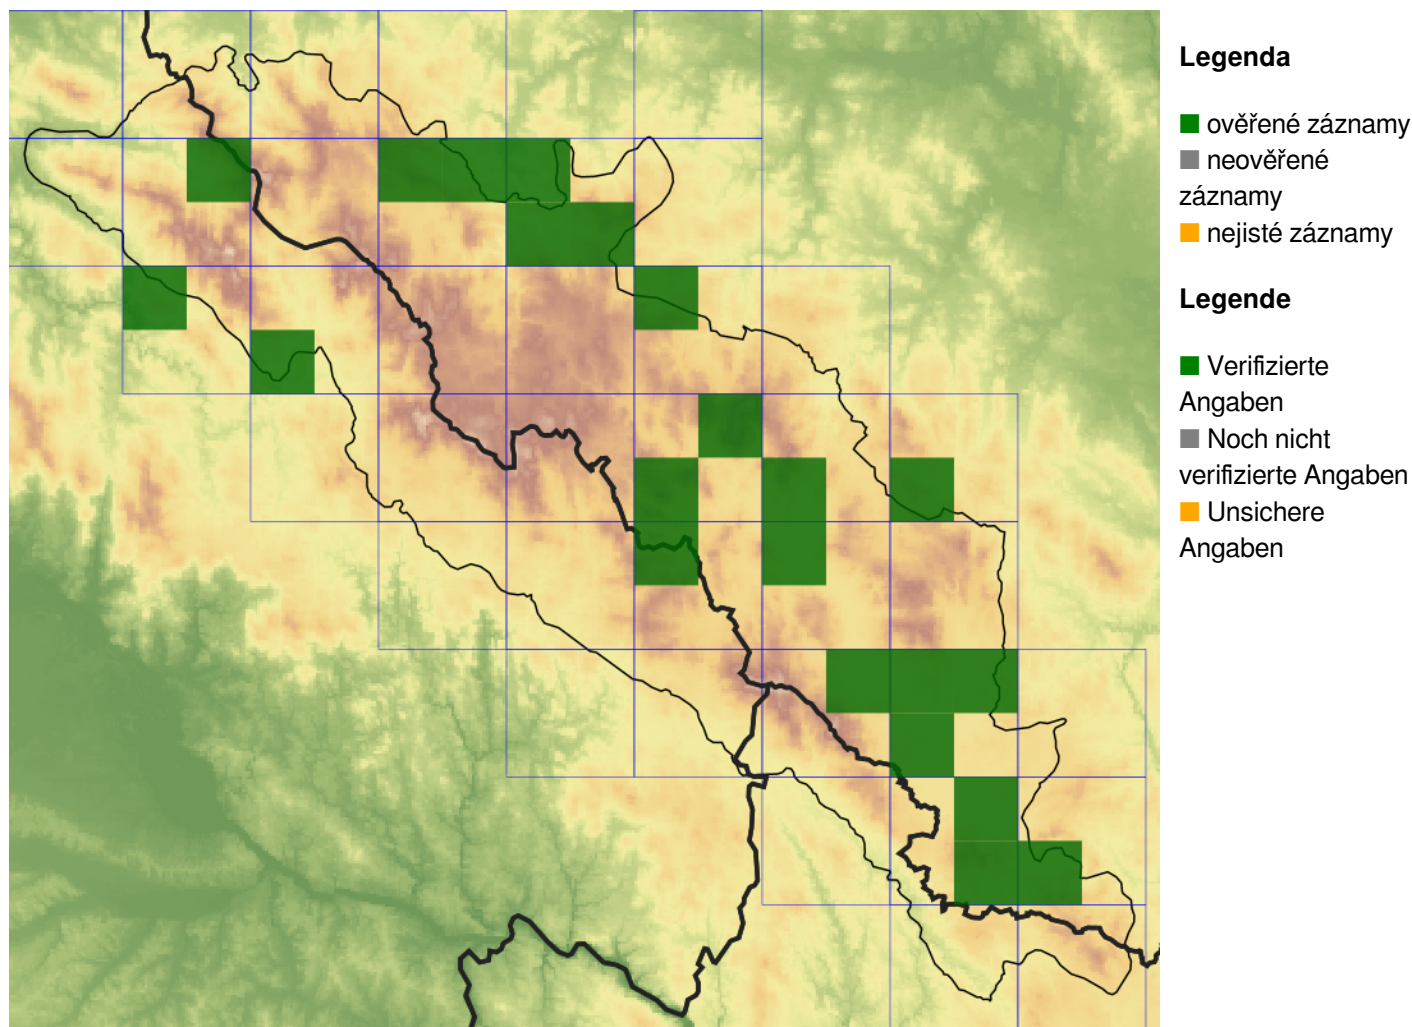 Legenda
ověřené záznamy
neověřené
záznamy
nejisté záznamy
Legende
Verifizierte
Angaben
Noch nicht
verifizierte Angaben
Unsichere
Angaben